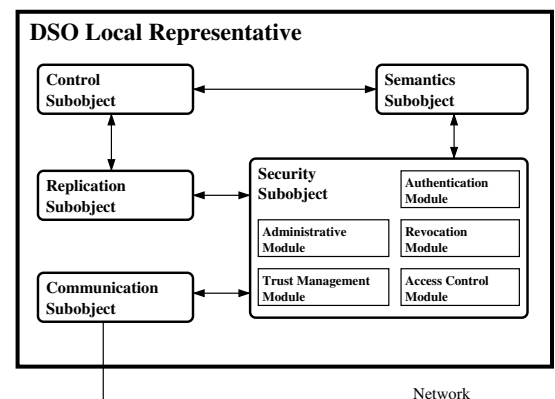 DSO Local Representative
Control
Subobject
Semantics
Subobject
Replication
Subobject
Security
Subobject
Authentication
Module
Administrative
Module
Revocation
Module
Communication
Subobject
Trust Management
Module
Access Control
Module
Network